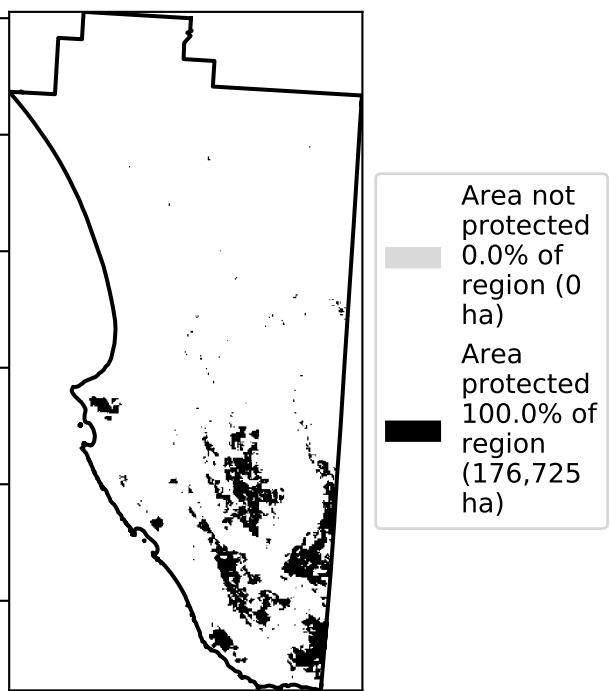 Area not
protected
0.0% of
region (0
ha)
Area
protected
100.0% of
region
(176,725
ha)